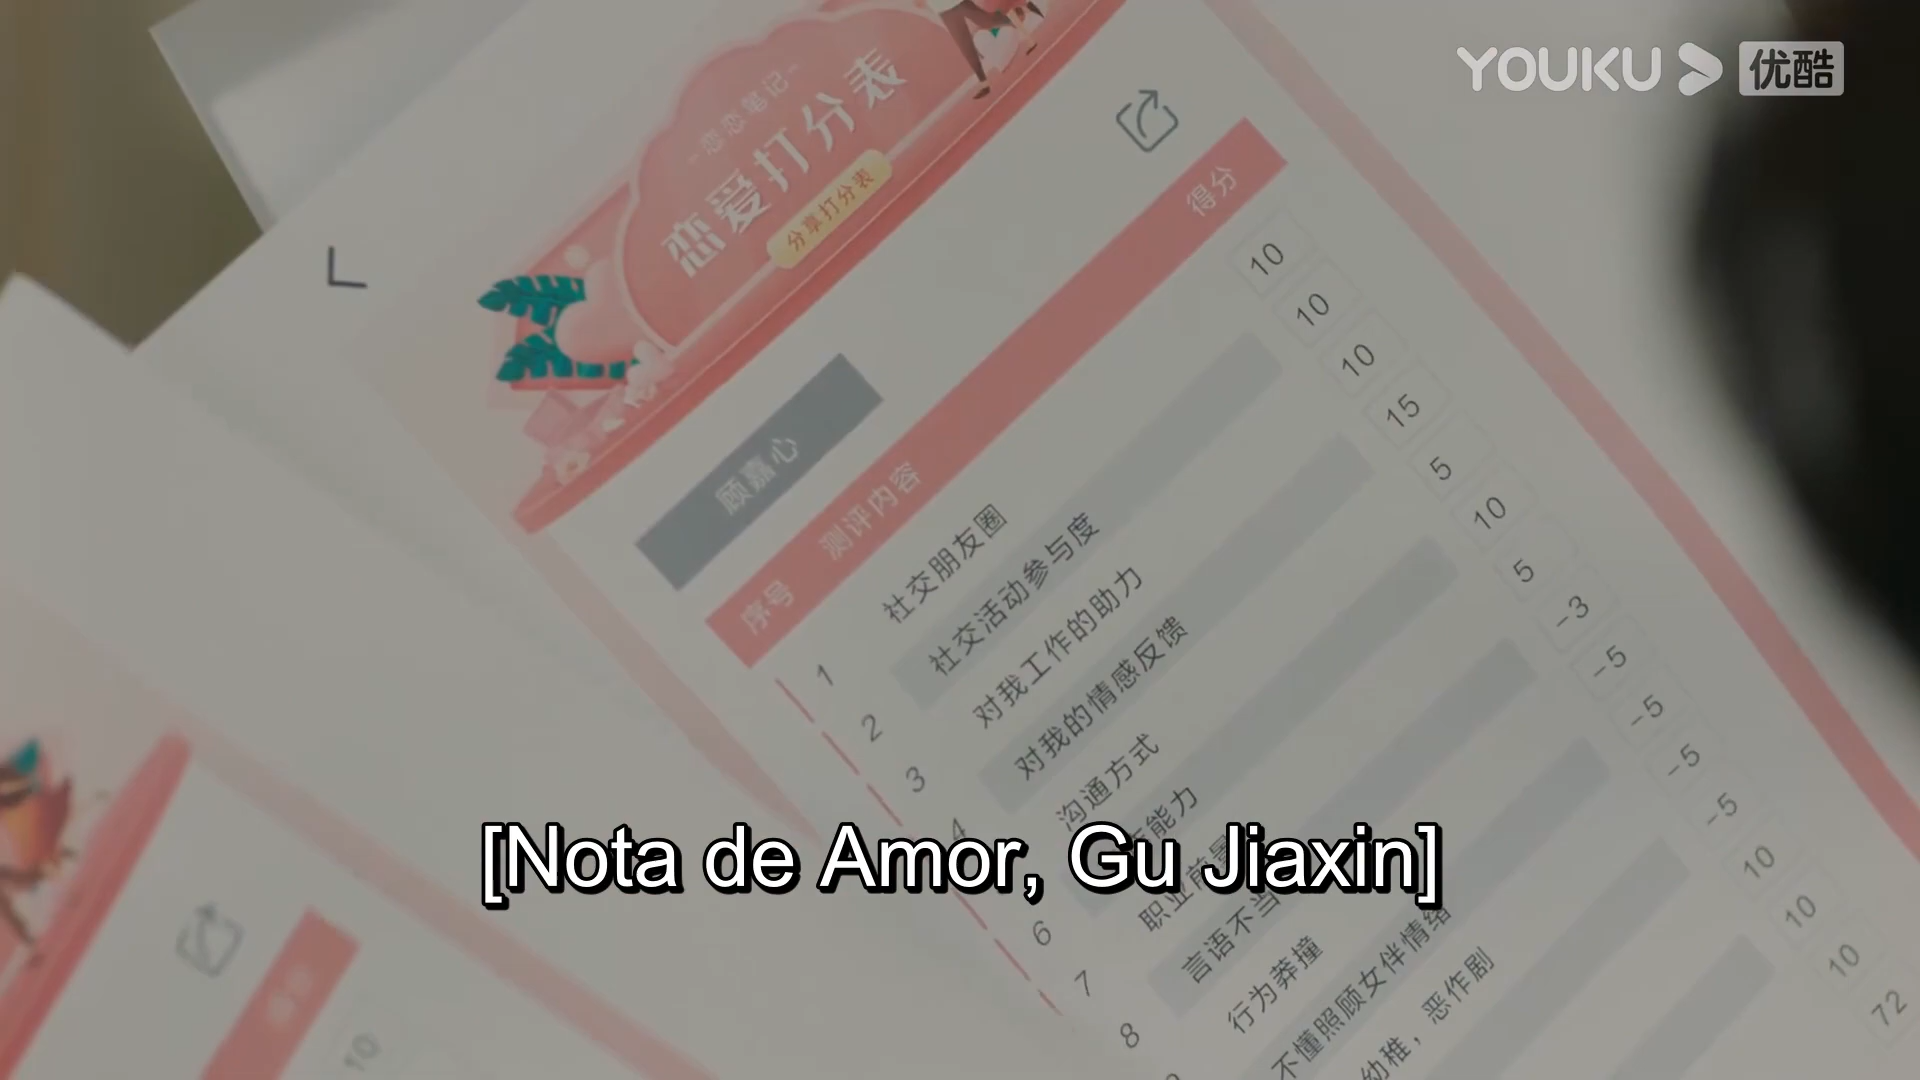 YOUKU 优酷
-恋恋笔记-
恋爱打分表
分享打分表
顾嘉心
序号 测评内容 得分
1 社交朋友圈 10
2 社交活动参与度 10
3 对我工作的助力 10
4 对我的情感反馈 15
沟通方式 5
能力 10
6 职业前景 5
7 言语不当 -3
8 行为莽撞 -5
不懂照顾女伴情绪 -5
幼稚，恶作剧 -5
-5
10
10
10
72
10
[Nota de Amor, Gu Jiaxin]